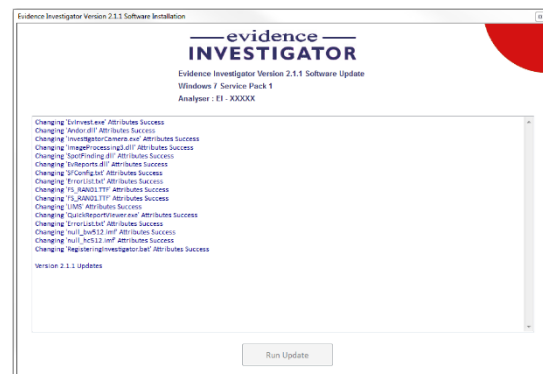 Evidence Investigator Version 2.1.1 Software Installation
evidence
INVESTIGATOR
Evidence Investigator Version 2.1.1 Software Update
Windows 7 Service Pack 1
Analyser : EI - XXXXX
Changing 'EvInvest.exe' Attributes Success
Changing 'Andor.dll' Attributes Success
Changing 'InvestigatorCamera.exe' Attributes Success
Changing 'ImageProcessing3.dll' Attributes Success
Changing 'SpotFinding.dll' Attributes Success
Changing 'EvReports.dll' Attributes Success
Changing 'SFConfig.txt' Attributes Success
Changing 'ErrorList.txt' Attributes Success
Changing 'FS_RAN01.TTF' Attributes Success
Changing 'FS_RAN01.TTF' Attributes Success
Changing 'LIMS' Attributes Success
Changing 'QuickReportViewer.exe' Attributes Success
Changing 'ErrorList.txt' Attributes Success
Changing 'null_bw512.imf' Attributes Success
Changing 'null_hc512.imf' Attributes Success
Changing 'RegisteringInvestigator.bat' Attributes Success
Version 2.1.1 Updates
Run Update